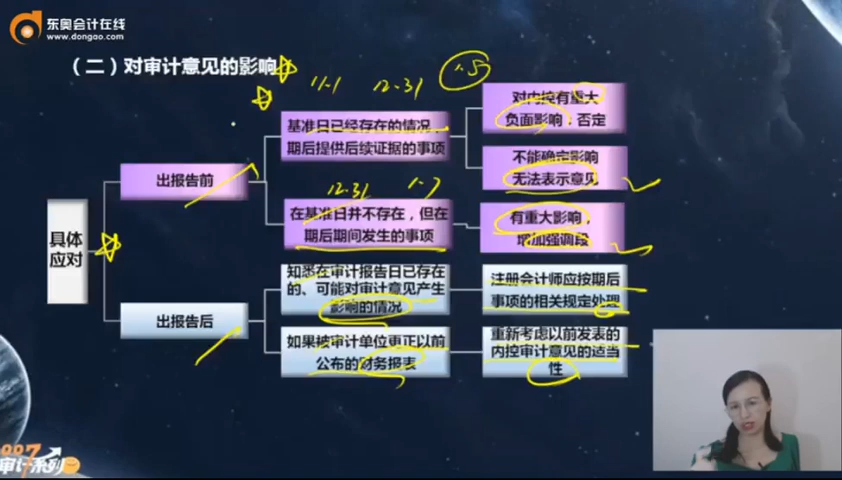 东奥会计在线
www.dongao.com
（二）对审计意见的影响
11.1
12.31
1.5
具体
应对
出报告前
基准日已经存在的情况，
期后提供后续证据的事项
对内控有重大
负面影响，否定
不能确定影响
无法表示意见
12.31
1.7
在基准日并不存在，但在
期后期间发生的事项
有重大影响，
增加强调段
出报告后
知悉在审计报告日已存在
的、可能对审计意见产生
影响的情况
注册会计师应按期后
事项的相关规定处理
如果被审计单位更正以前
公布的财务报表
重新考虑以前发表的
内控审计意见的适当
性
审计系列